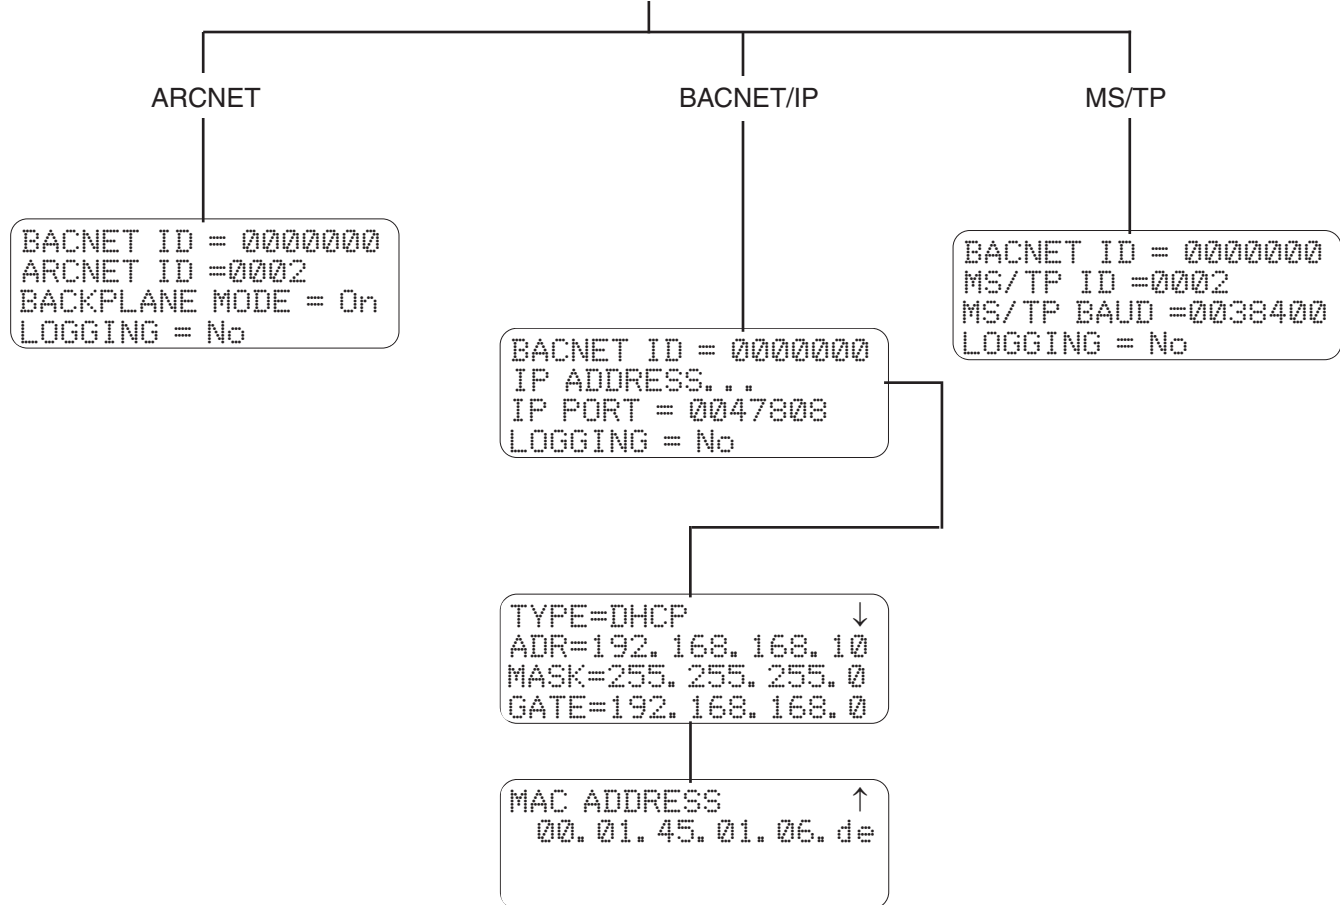 ARCNET
BACNET/IP
MS/TP
BACNET ID = 0000000
ARCNET ID =0002
BACKPLANE MODE = On
LOGGING = No
BACNET ID = 0000000
IP ADDRESS...
IP PORT = 0047808
LOGGING = No
BACNET ID = 0000000
MS/TP ID =0002
MS/TP BAUD =0038400
LOGGING = No
TYPE=DHCP ↓
ADR=192.168.168.10
MASK=255.255.255.0
GATE=192.168.168.0
MAC ADDRESS ↑
00.01.45.01.06.de